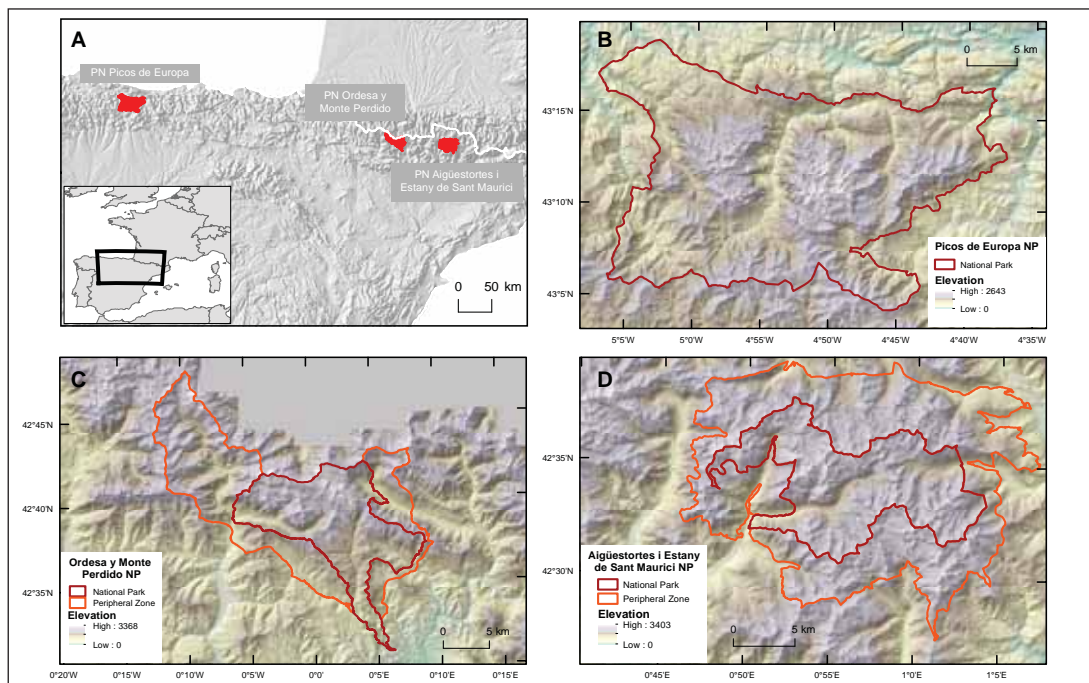 A
PN Picos de Europa
PN Ordesa y
Monte Perdido
PN Aigüestortes i
Estany de Sant Maurici
0 50 km
B
0 5 km
43°15'N
43°10'N
43°5'N
Picos de Europa NP
National Park
Elevation
High : 2643
Low : 0
5°5'W 5°0'W 4°55'W 4°50'W 4°45'W 4°40'W 4°35'W
C
42°45'N
42°40'N
42°35'N
Ordesa y Monte
Perdido NP
National Park
Peripheral Zone
Elevation
High : 3368
Low : 0
0 5 km
0°20'W 0°10'W 0°5'W 0°0' 0°5'W 0°10'W 0°15'W
D
42°35'N
42°30'N
Aigüestortes i Estany
de Sant Maurici NP
National Park
Peripheral Zone
Elevation
High : 3403
Low : 0
0 5 km
0°45'W 0°50'W 0°55'W 1°0'W 1°5'W